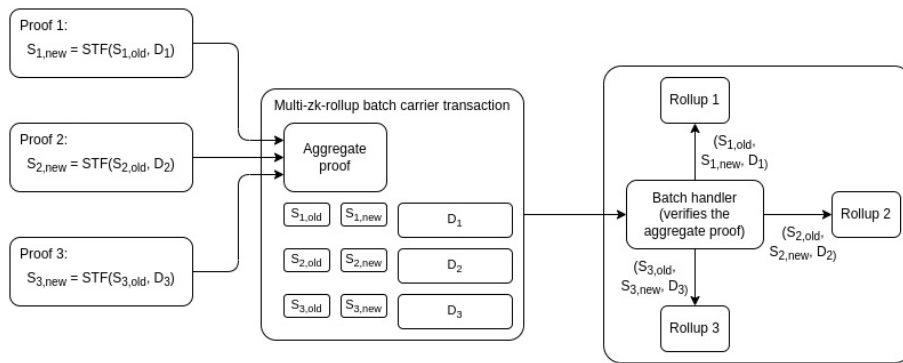 Proof 1:
S1,new = STF(S1,old, D1)
Proof 2:
S2,new = STF(S2,old, D2)
Proof 3:
S3,new = STF(S3,old, D3)
Multi-zk-rollup batch carrier transaction
Aggregate
proof
S1,old
S1,new
D1
S2,old
S2,new
D2
S3,old
S3,new
D3
Rollup 1
(S1,old,
S1,new, D1)
Batch handler
(verifies the
aggregate proof)
Rollup 2
(S2,old,
S2,new, D2)
(S3,old,
S3,new, D3)
Rollup 3